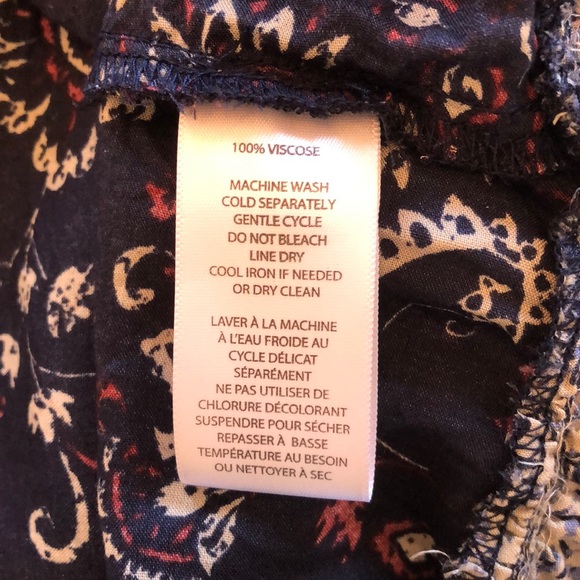 100% VISCOSE
MACHINE WASH
COLD SEPARATELY
GENTLE CYCLE
DO NOT BLEACH
LINE DRY
COOL IRON IF NEEDED
OR DRY CLEAN
LAVER À LA MACHINE
À L'EAU FROIDE AU
CYCLE DÉLICAT
SÉPARÉMENT
NE PAS UTILISER DE
CHLORURE DÉCOLORANT
SUSPENDRE POUR SÉCHER
REPASSER À BASSE
TEMPÉRATURE AU BESOIN
OU NETTOYER À SEC